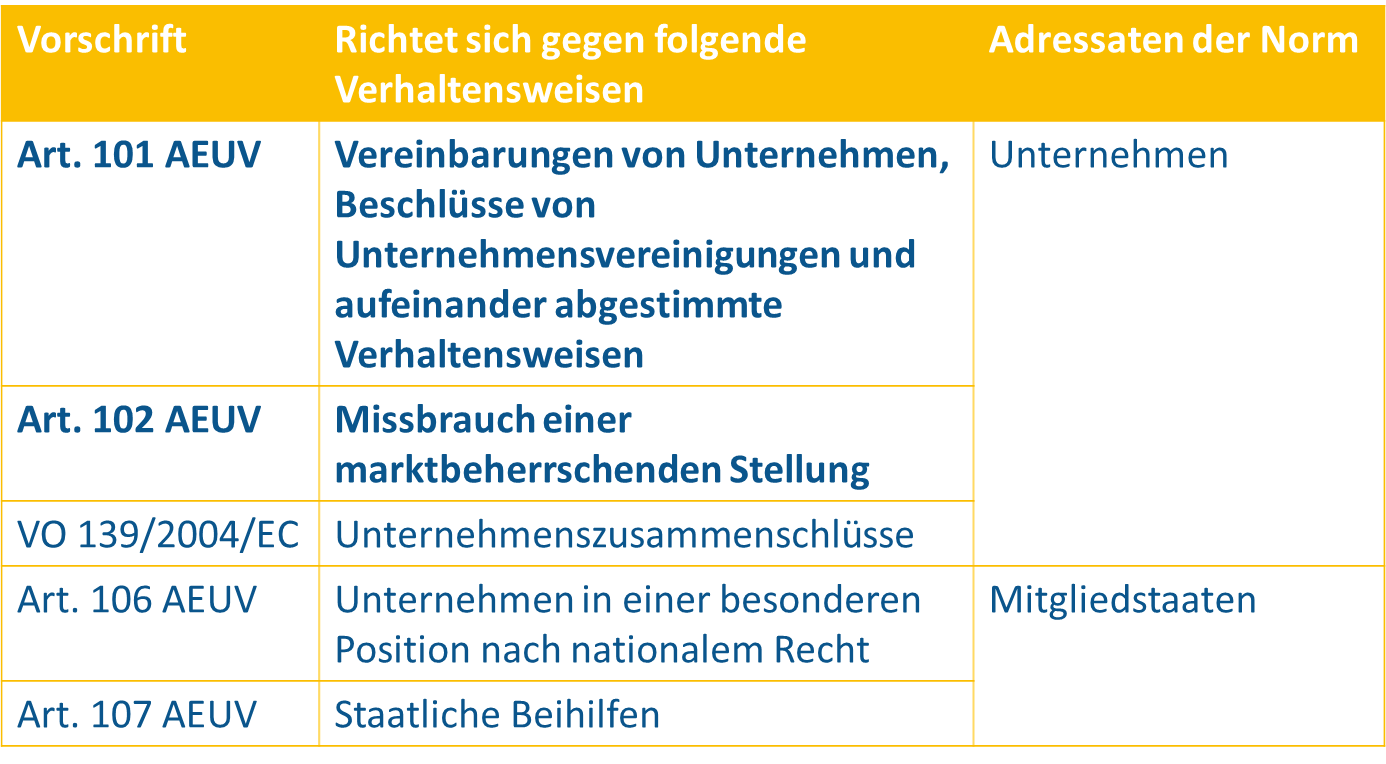 Vorschrift
Richtet sich gegen folgende
Verhaltensweisen
Adressaten der Norm
Art. 101 AEUV
Vereinbarungen von Unternehmen,
Beschlüsse von
Unternehmensvereinigungen und
aufeinander abgestimmte
Verhaltensweisen
Unternehmen
Art. 102 AEUV
Missbrauch einer
marktbeherrschenden Stellung
VO 139/2004/EC
Unternehmenszusammenschlüsse
Art. 106 AEUV
Unternehmen in einer besonderen
Position nach nationalem Recht
Mitgliedstaaten
Art. 107 AEUV
Staatliche Beihilfen